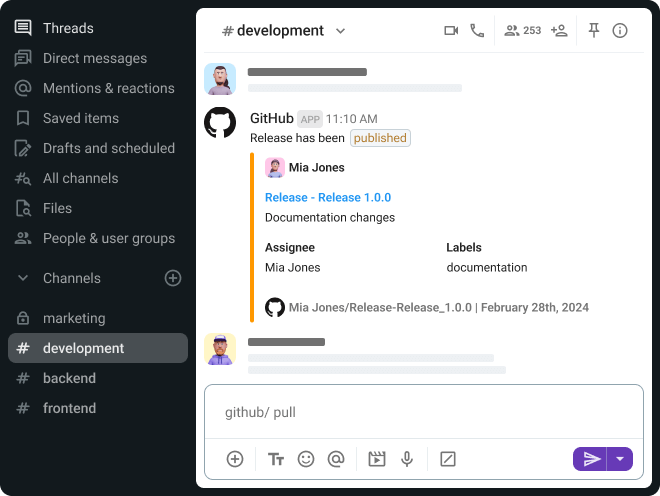 Threads
Direct messages
Mentions & reactions
Saved items
Drafts and scheduled
All channels
Files
People & user groups
Channels
marketing
# development
# backend
# frontend
# development
253
GitHub APP 11:10 AM
Release has been published
Mia Jones
Release - Release 1.0.0
Documentation changes
Assignee Labels
Mia Jones documentation
Mia Jones/Release-Release_1.0.0 | February 28th, 2024
github/ pull
TT